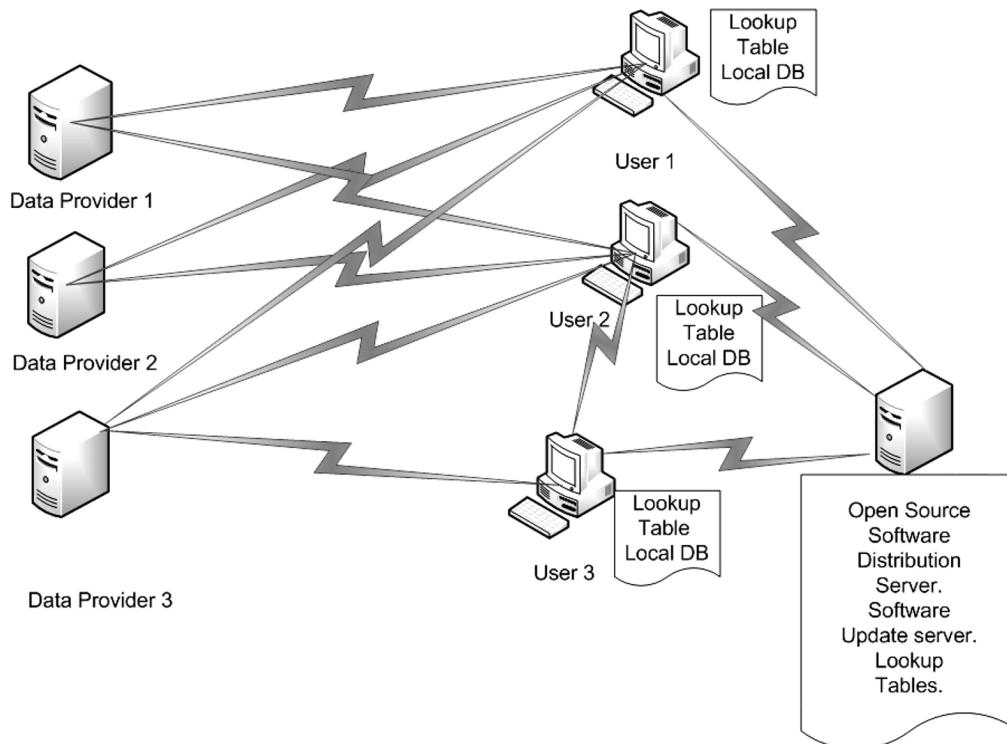 Lookup
Table
Local DB
User 1
Data Provider 1
Data Provider 2
User 2
Lookup
Table
Local DB
Data Provider 3
User 3
Lookup
Table
Local DB
Open Source
Software
Distribution
Server.
Software
Update server.
Lookup
Tables.